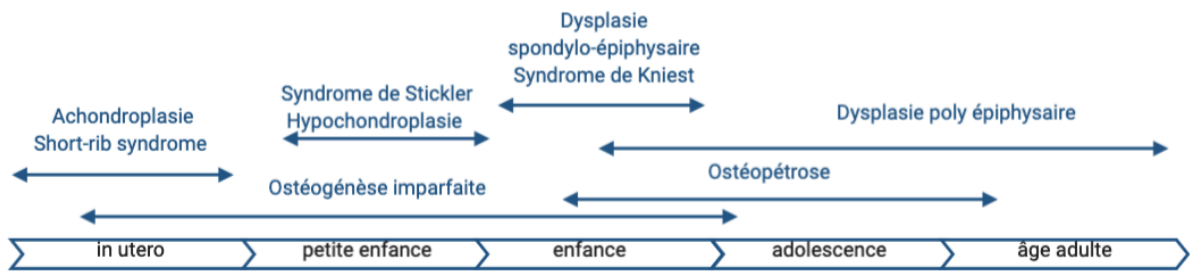 Dysplasie
spondylo-épiphysaire
Syndrome de Kniest
Syndrome de Stickler
Hypochondroplasie
Achondroplasie
Short-rib syndrome
Dysplasie poly épiphysaire
Ostéopétrose
Ostéogénèse imparfaite
in utero
petite enfance
enfance
adolescence
âge adulte